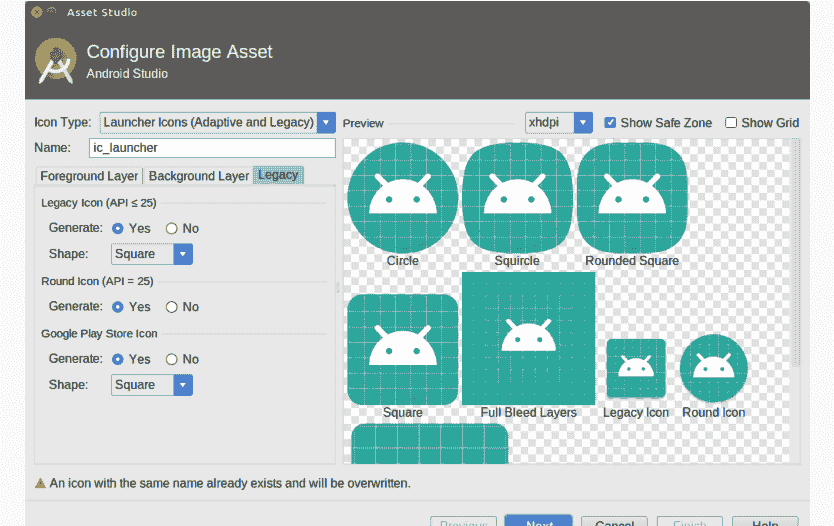 Asset Studio
Configure Image Asset
Android Studio
Icon Type: Launcher Icons (Adaptive and Legacy)
Name: ic_launcher
Foreground Layer Background Layer Legacy
Legacy Icon (API ≤ 25)
Generate: Yes No
Shape: Square
Round Icon (API = 25)
Generate: Yes No
Google Play Store Icon
Generate: Yes No
Shape: Square
Preview xhdpi Show Safe Zone Show Grid
Circle Squircle Rounded Square
Square Full Bleed Layers Legacy Icon Round Icon
An icon with the same name already exists and will be overwritten.
Previous Next Cancel Finish Help